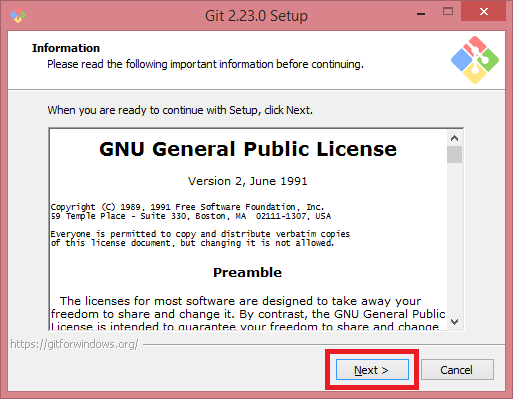 Git 2.23.0 Setup
Information
Please read the following important information before continuing.
When you are ready to continue with Setup, click Next.
GNU General Public License
Version 2, June 1991
Copyright (C) 1989, 1991 Free Software Foundation, Inc.
59 Temple Place - Suite 330, Boston, MA  02111-1307, USA
Everyone is permitted to copy and distribute verbatim copies
of this license document, but changing it is not allowed.
Preamble
The licenses for most software are designed to take away your
freedom to share and change it. By contrast, the GNU General Public
License is intended to guarantee your freedom to share and change
https://gitforwindows.org/
Next >
Cancel